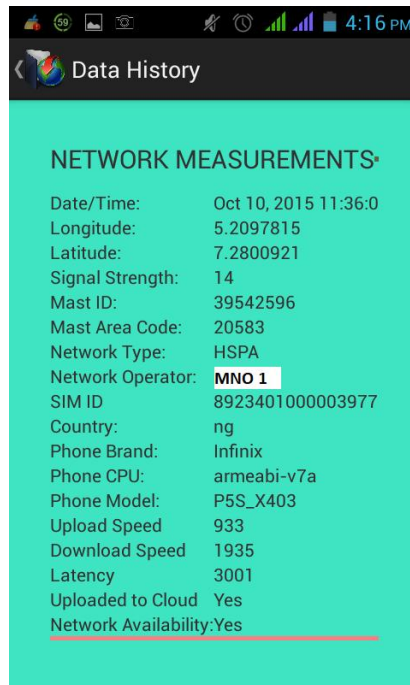 59 4:16 PM
Data History
NETWORK MEASUREMENTS
Date/Time: Oct 10, 2015 11:36:0
Longitude: 5.2097815
Latitude: 7.2800921
Signal Strength: 14
Mast ID: 39542596
Mast Area Code: 20583
Network Type: HSPA
Network Operator: MNO 1
SIM ID 8923401000003977
Country: ng
Phone Brand: Infinix
Phone CPU: armeabi-v7a
Phone Model: P5S_X403
Upload Speed 933
Download Speed 1935
Latency 3001
Uploaded to Cloud Yes
Network Availability:Yes